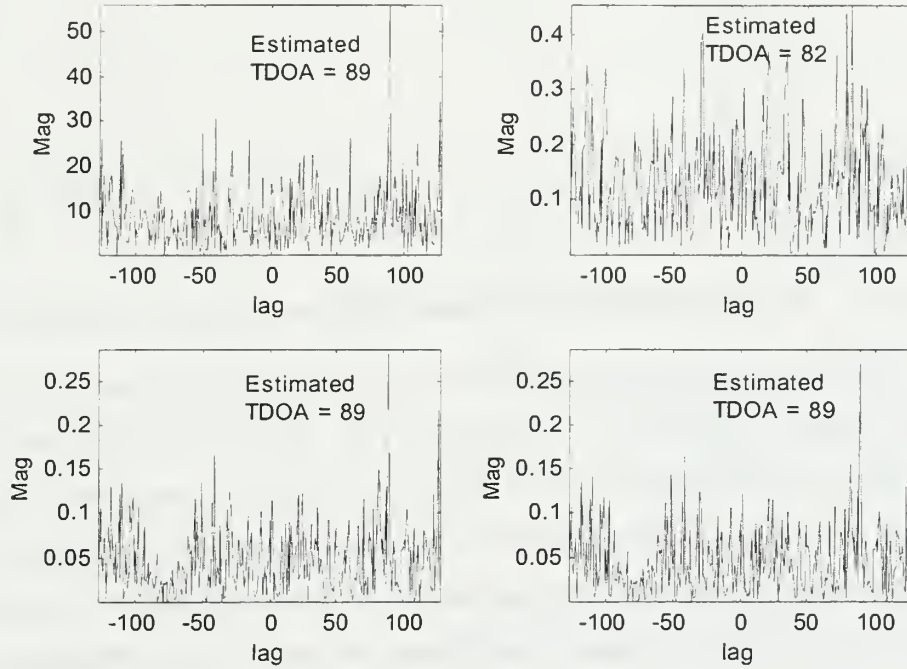 Estimated
TDOA = 89
Mag
50
40
30
20
10
-100 -50 0 50 100
lag
Estimated
TDOA = 82
Mag
0.4
0.3
0.2
0.1
-100 -50 0 50 100
lag
Estimated
TDOA = 89
Mag
0.25
0.2
0.15
0.1
0.05
-100 -50 0 50 100
lag
Estimated
TDOA = 89
Mag
0.25
0.2
0.15
0.1
0.05
-100 -50 0 50 100
lag